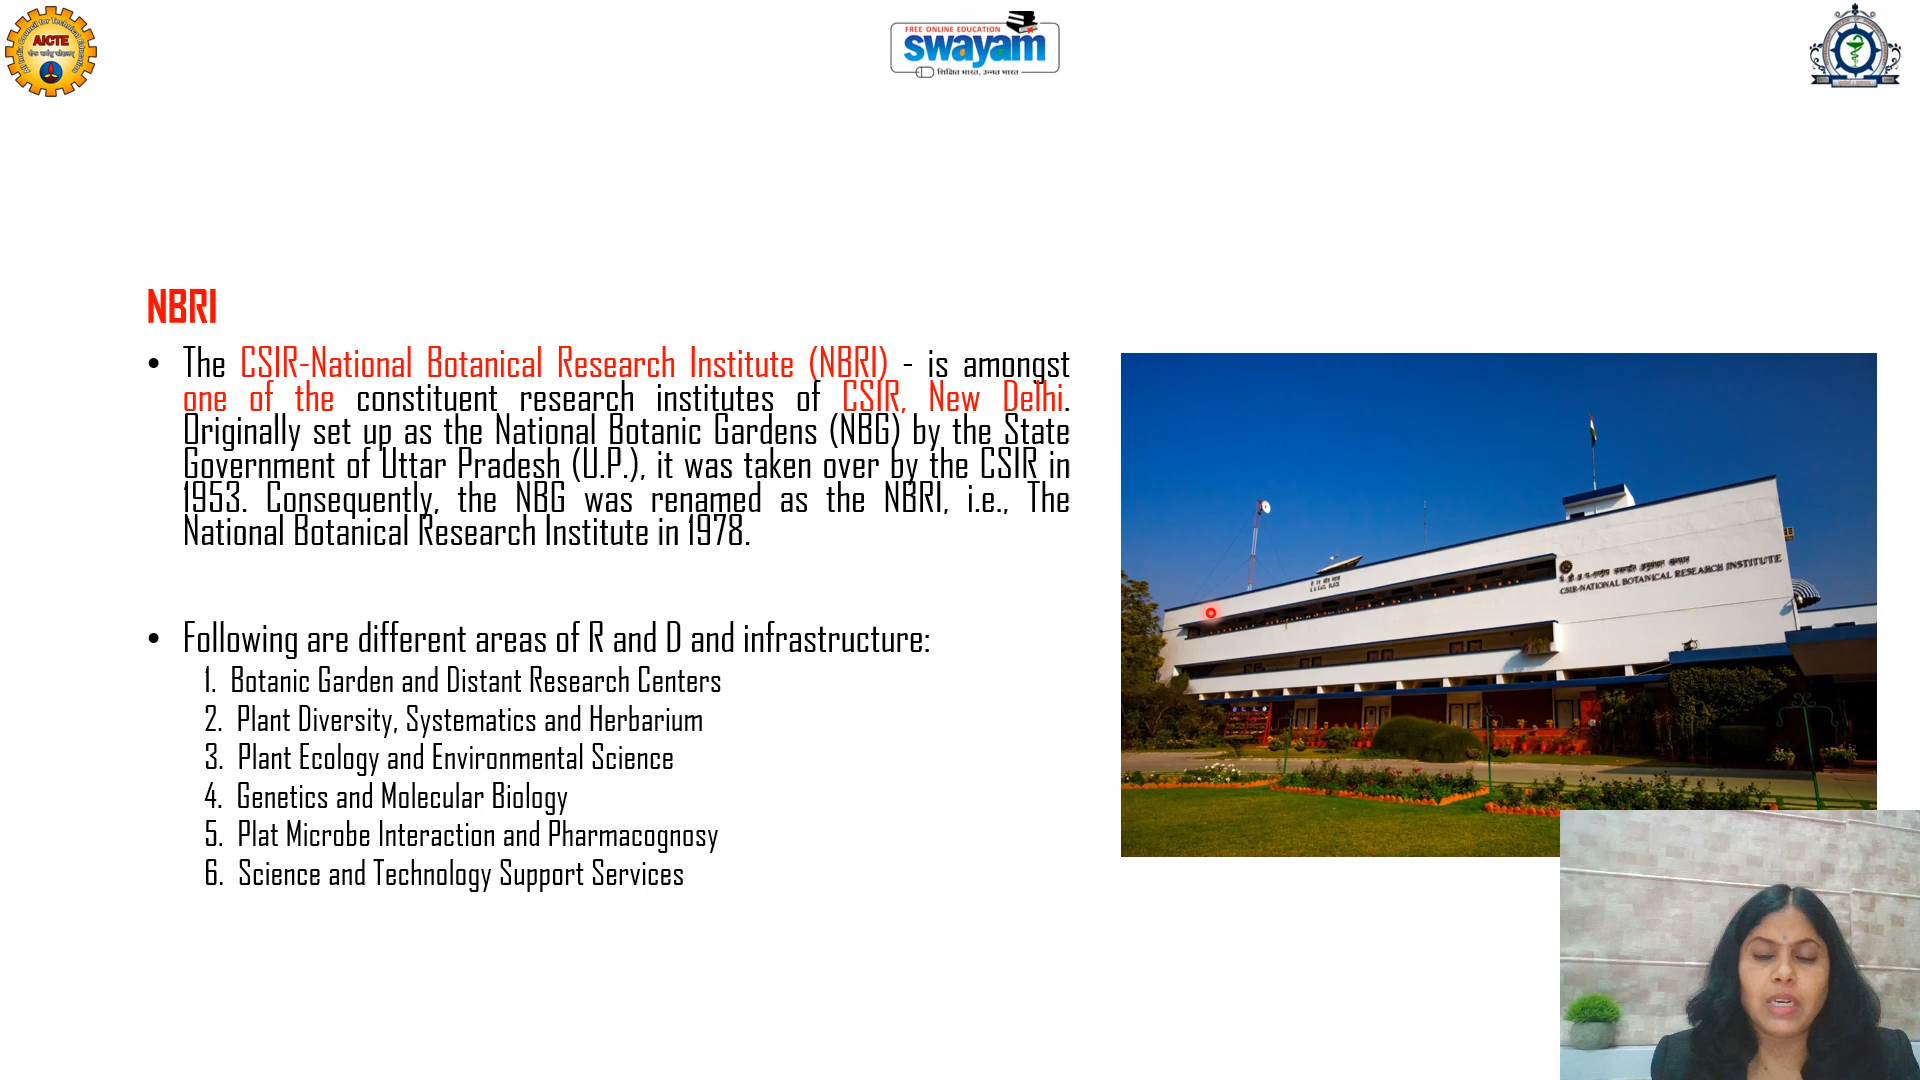 AICTE
FREE ONLINE EDUCATION
swayam
शिक्षित भारत, उन्नत भारत
NBRI
• The CSIR-National Botanical Research Institute (NBRI) - is amongst
one of the constituent research institutes of CSIR, New Delhi.
Originally set up as the National Botanic Gardens (NBG) by the State
Government of Uttar Pradesh (U.P.), it was taken over by the CSIR in
1953. Consequently, the NBG was renamed as the NBRI, i.e., The
National Botanical Research Institute in 1978.
• Following are different areas of R and D and infrastructure:
1. Botanic Garden and Distant Research Centers
2. Plant Diversity, Systematics and Herbarium
3. Plant Ecology and Environmental Science
4. Genetics and Molecular Biology
5. Plat Microbe Interaction and Pharmacognosy
6. Science and Technology Support Services
CSIR-NATIONAL BOTANICAL RESEARCH INSTITUTE